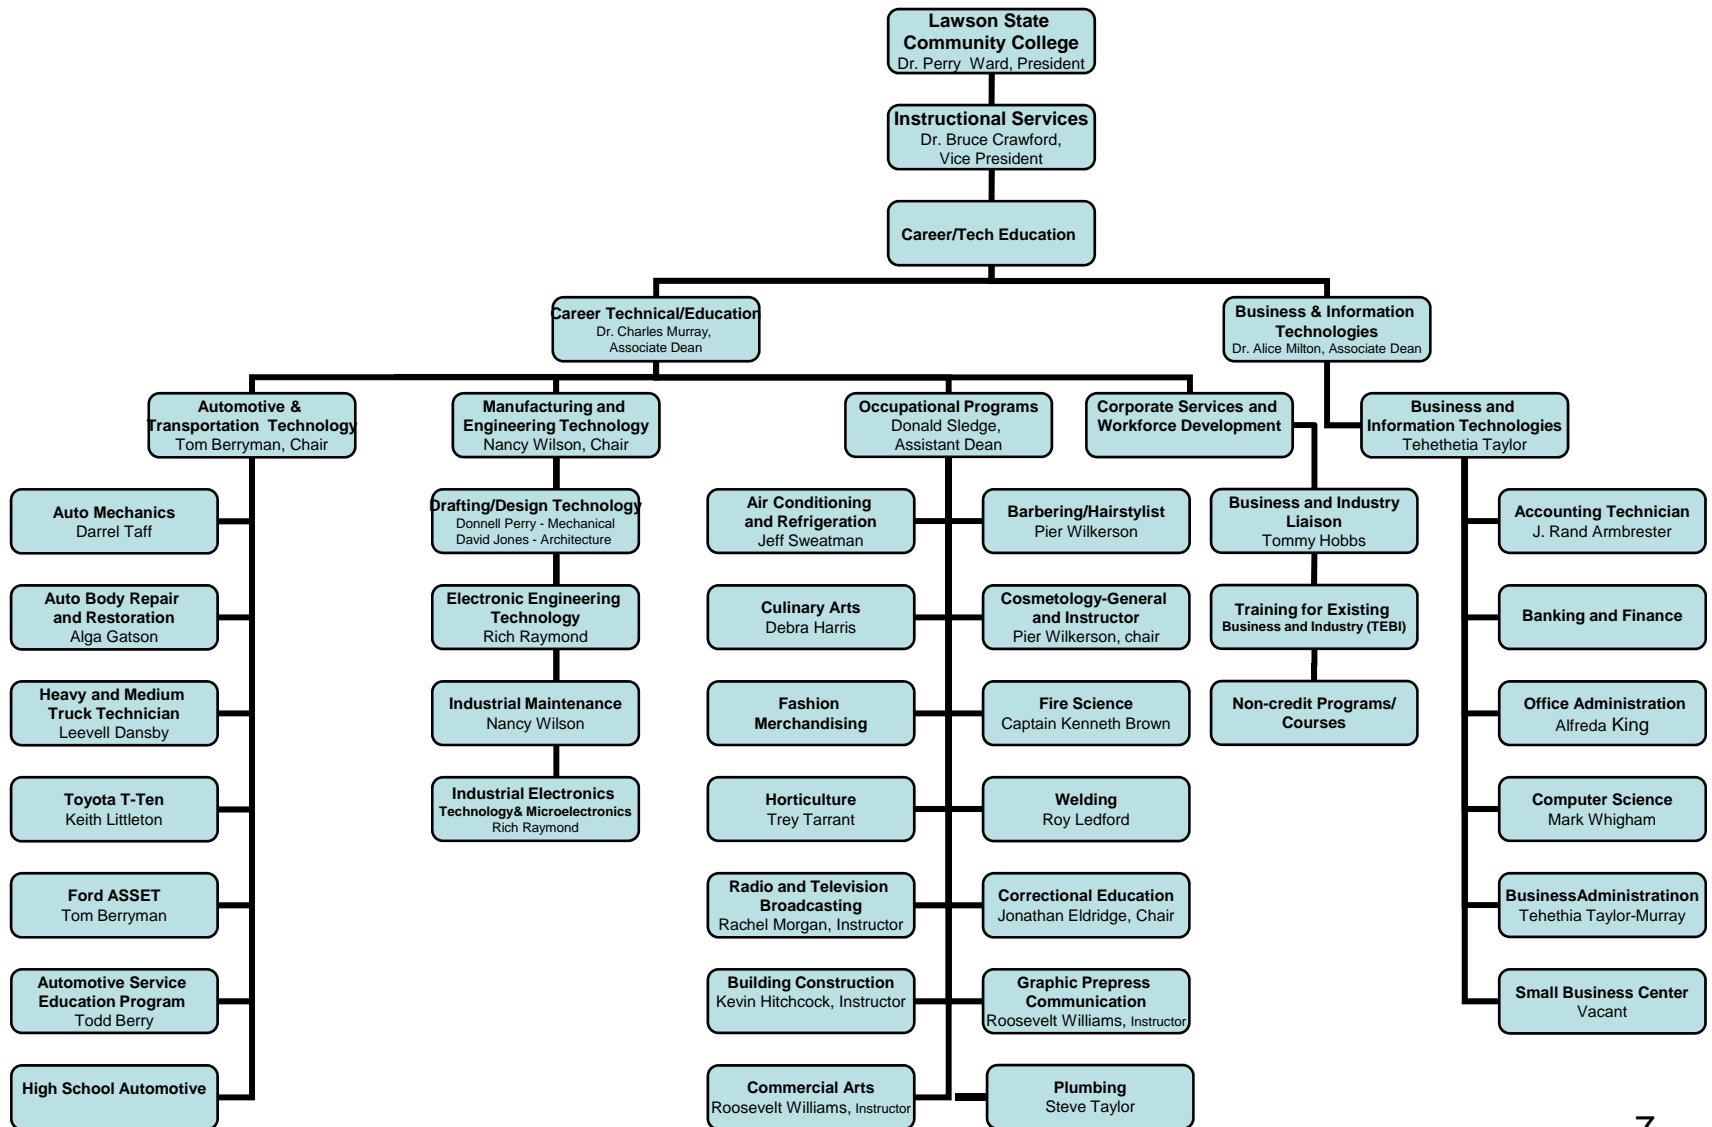 Lawson State
Community College
Dr. Perry  Ward, President
Instructional Services
Dr. Bruce Crawford,
Vice President
Career/Tech Education
Career Technical/Education
Dr. Charles Murray,
Associate Dean
Business & Information
Technologies
Dr. Alice Milton, Associate Dean
Automotive &
Transportation  Technology
Tom Berryman, Chair
Manufacturing and
Engineering Technology
Nancy Wilson, Chair
Occupational Programs
Donald Sledge,
Assistant Dean
Corporate Services and
Workforce Development
Business and
Information Technologies
Tehethetia Taylor
Auto Mechanics
Darrel Taff
Auto Body Repair
and Restoration
Alga Gatson
Heavy and Medium
Truck Technician
Leevell Dansby
Toyota T-Ten
Keith Littleton
Ford ASSET
Tom Berryman
Automotive Service
Education Program
Todd Berry
High School Automotive
Drafting/Design Technology
Donnell Perry - Mechanical
David Jones - Architecture
Electronic Engineering
Technology
Rich Raymond
Industrial Maintenance
Nancy Wilson
Industrial Electronics
Technology& Microelectronics
Rich Raymond
Air Conditioning
and Refrigeration
Jeff Sweatman
Culinary Arts
Debra Harris
Fashion
Merchandising
Horticulture
Trey Tarrant
Radio and Television
Broadcasting
Rachel Morgan, Instructor
Building Construction
Kevin Hitchcock, Instructor
Commercial Arts
Roosevelt Williams, Instructor
Barbering/Hairstylist
Pier Wilkerson
Cosmetology-General
and Instructor
Pier Wilkerson, chair
Fire Science
Captain Kenneth Brown
Welding
Roy Ledford
Correctional Education
Jonathan Eldridge, Chair
Graphic Prepress
Communication
Roosevelt Williams, Instructor
Plumbing
Steve Taylor
Business and Industry
Liaison
Tommy Hobbs
Training for Existing
Business and Industry (TEBI)
Non-credit Programs/
Courses
Accounting Technician
J. Rand Armbrester
Banking and Finance
Office Administration
Alfreda King
Computer Science
Mark Whigham
BusinessAdministratinon
Tehethia Taylor-Murray
Small Business Center
Vacant
7